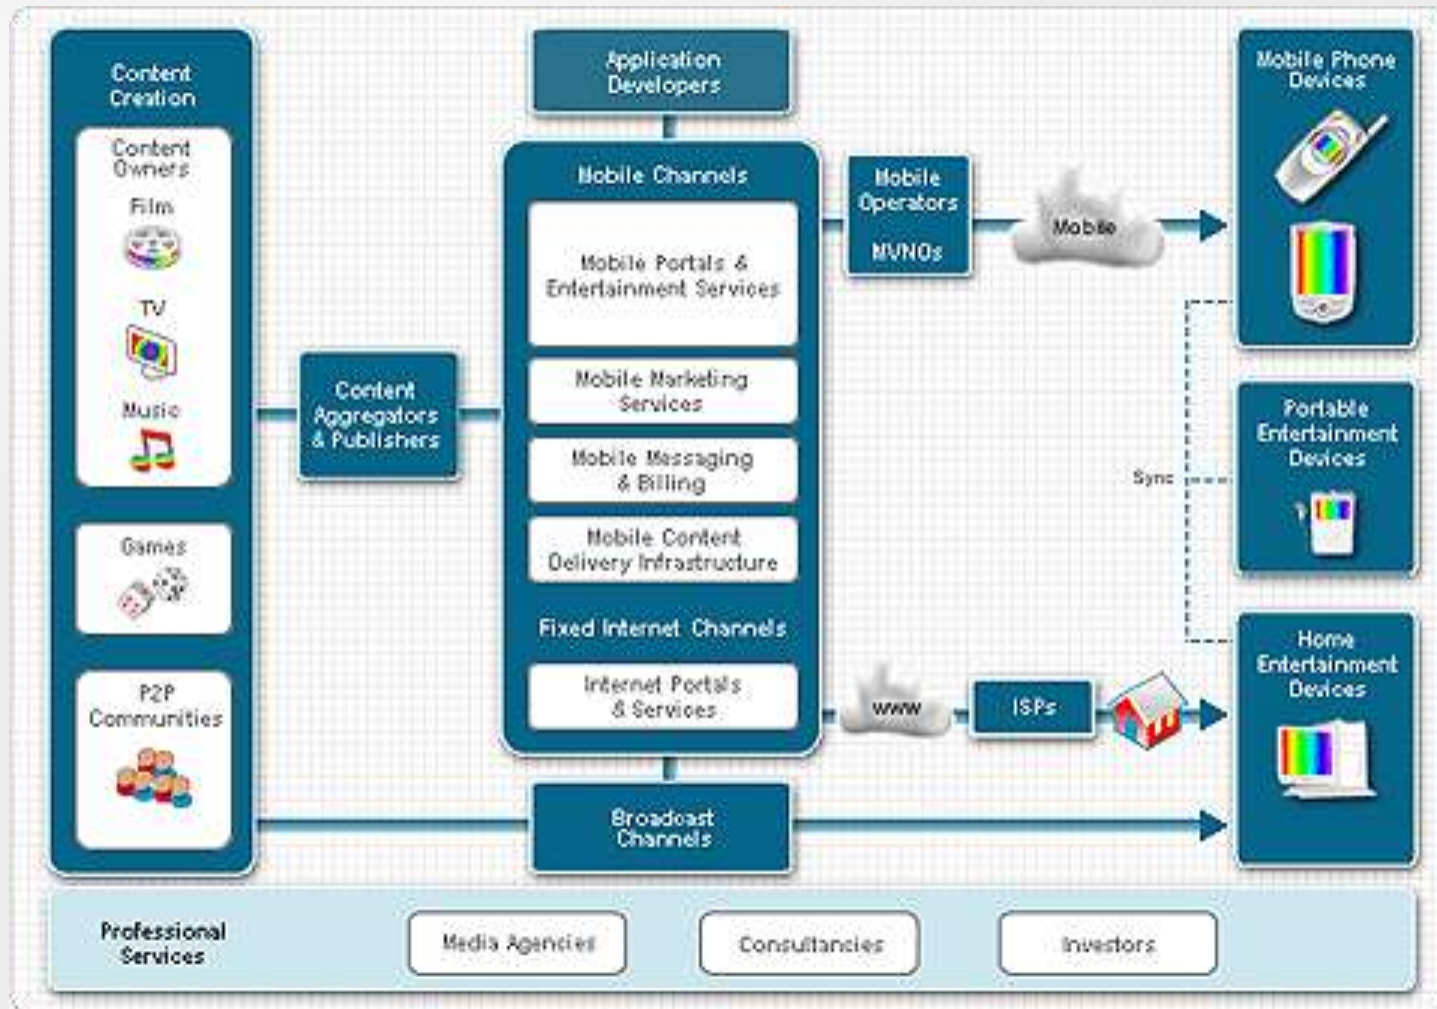 Content
Creation
Content
Owners
Film
TV
Music
Games
P2P
Communities
Content
Aggregators
& Publishers
Application
Developers
Mobile Channels
Mobile Portals &
Entertainment Services
Mobile Marketing
Services
Mobile Messaging
& Billing
Mobile Content
Delivery Infrastructure
Fixed Internet Channels
Internet Portals
& Services
Broadcast
Channels
Mobile
Operators
MVNOs
Mobile
www
ISPs
Sync
Mobile Phone
Devices
Portable
Entertainment
Devices
Home
Entertainment
Devices
Professional
Services
Media Agencies
Consultancies
Investors